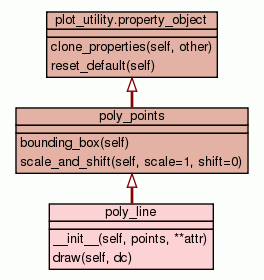 plot_utility.property_object
clone_properties(self, other)
reset_default(self)
poly_points
bounding_box(self)
scale_and_shift(self, scale=1, shift=0)
poly_line
__init__(self, points, **attr)
draw(self, dc)